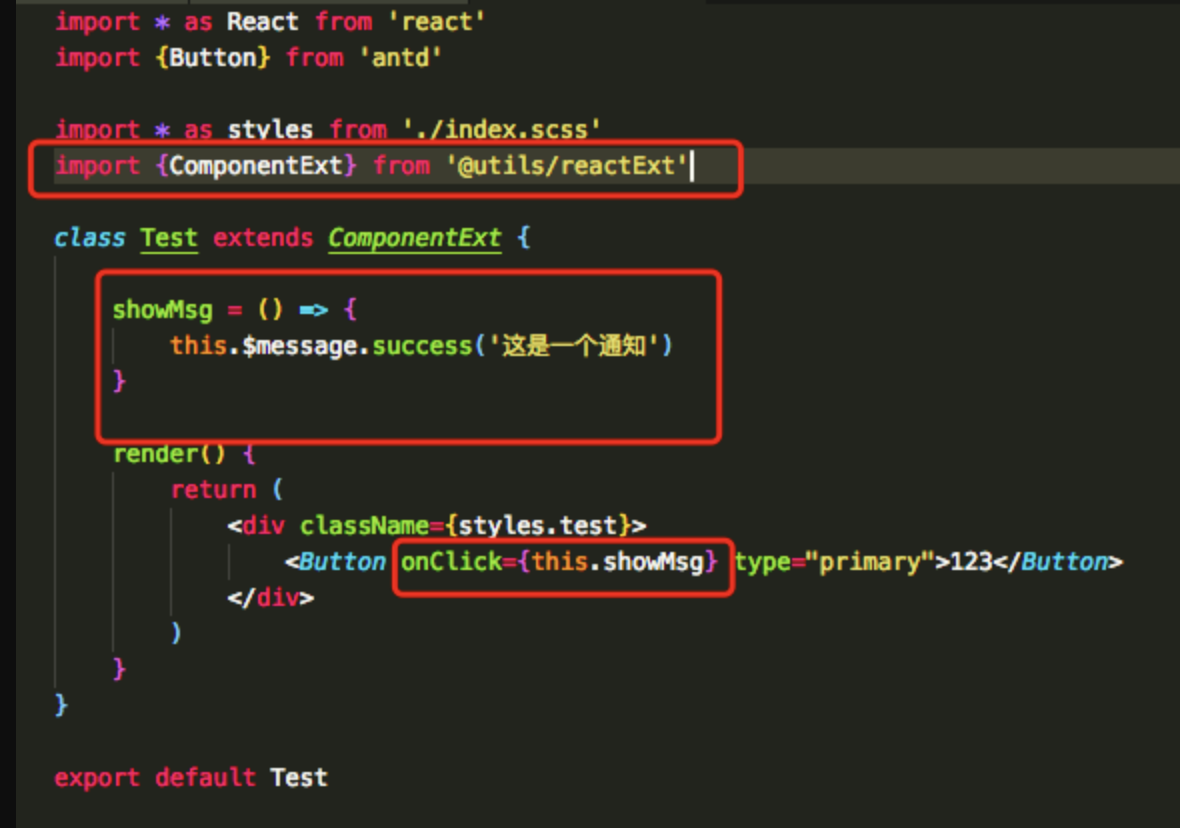 import * as React from 'react'
import {Button} from 'antd'
import * as styles from './index.scss'
import {ComponentExt} from '@utils/reactExt'
class Test extends ComponentExt {
showMsg = () => {
this.$message.success('这是一个通知')
}
render() {
return (
<div className={styles.test}>
<Button onClick={this.showMsg} type="primary">123</Button>
</div>
)
}
}
export default Test